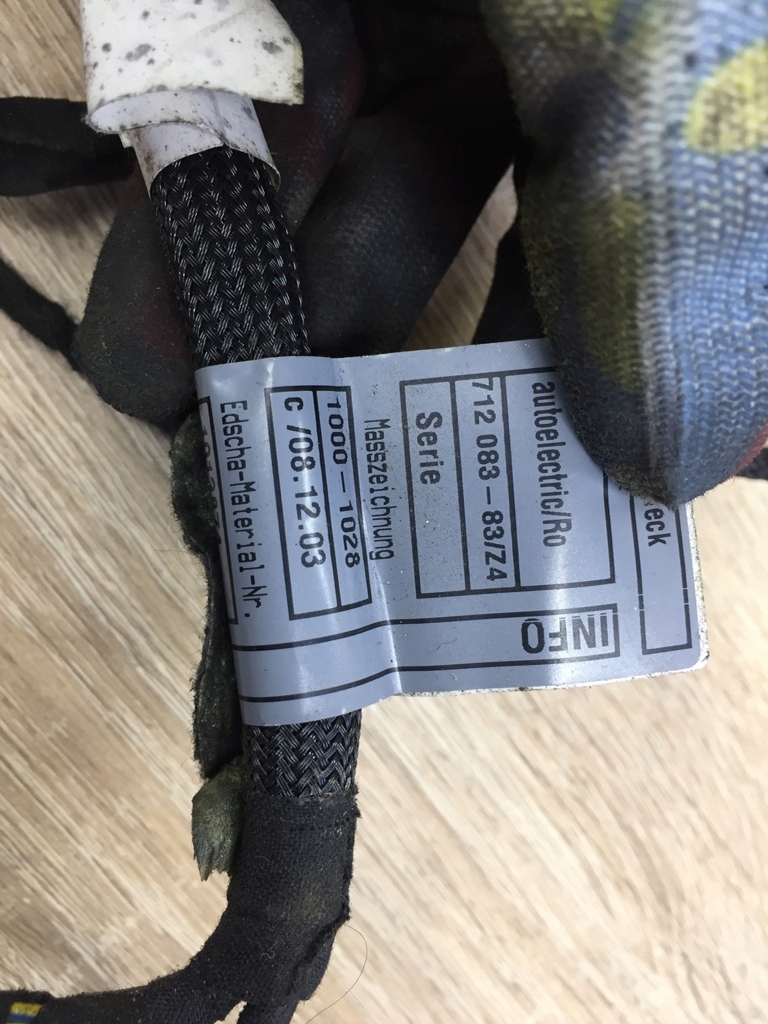 eck
autoelectric/Ro
712 083-83/Z4
Serie
INFO
Masszeichnung
1000-1028
C /08.12.03
Edscha-Material-Nr.